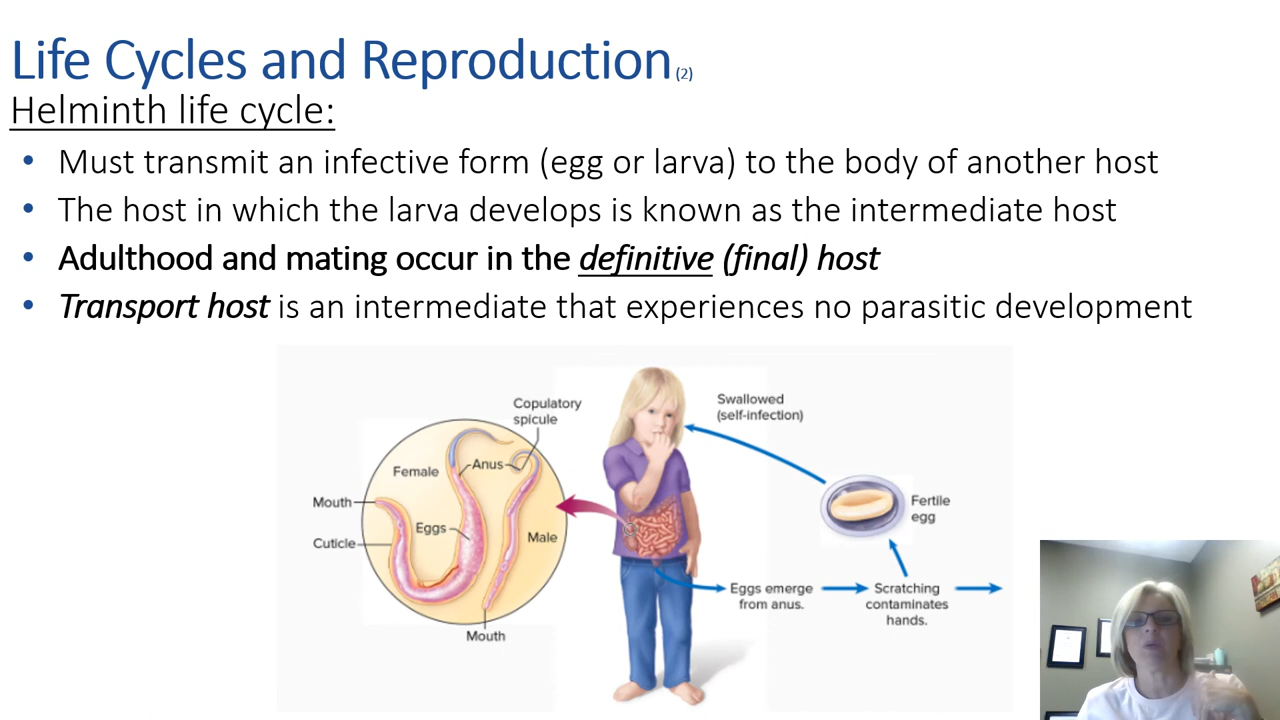 Life Cycles and Reproduction (2)
Helminth life cycle:
• Must transmit an infective form (egg or larva) to the body of another host
• The host in which the larva develops is known as the intermediate host
• Adulthood and mating occur in the definitive (final) host
• Transport host is an intermediate that experiences no parasitic development
Copulatory
spicule
Female
Anus
Mouth
Eggs
Cuticle
Male
Mouth
Swallowed
(self-infection)
Fertile
egg
Eggs emerge
from anus.
Scratching
contaminates
hands.